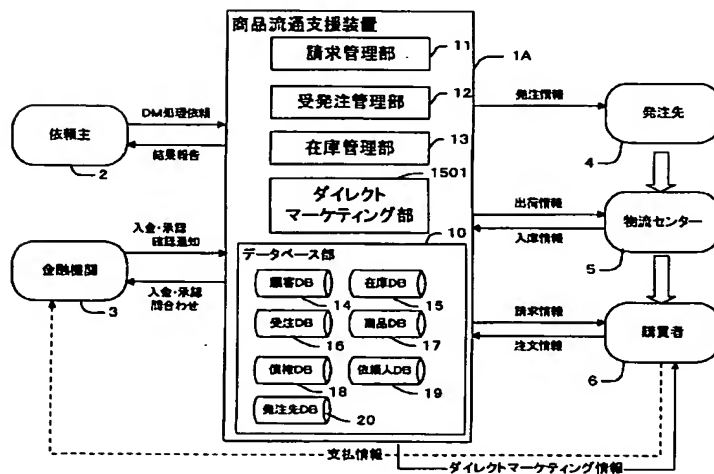 商品流通支援装置
請求管理部
11
1A
受発注管理部
12
在庫管理部
13
1501
ダイレクト
マーケティング部
10
DM処理依頼
依頼主
2
結果報告
入金・承認
確認通知
金融機関
3
入金・承認
問合わせ
発注情報
発注先
4
出荷情報
物流センター
入庫情報
5
請求情報
購買者
注文情報
6
データベース部
顧客DB
14
在庫DB
15
受注DB
16
商品DB
17
債権DB
18
依頼人DB
19
発注先DB
20
支払情報
ダイレクトマーケティング情報